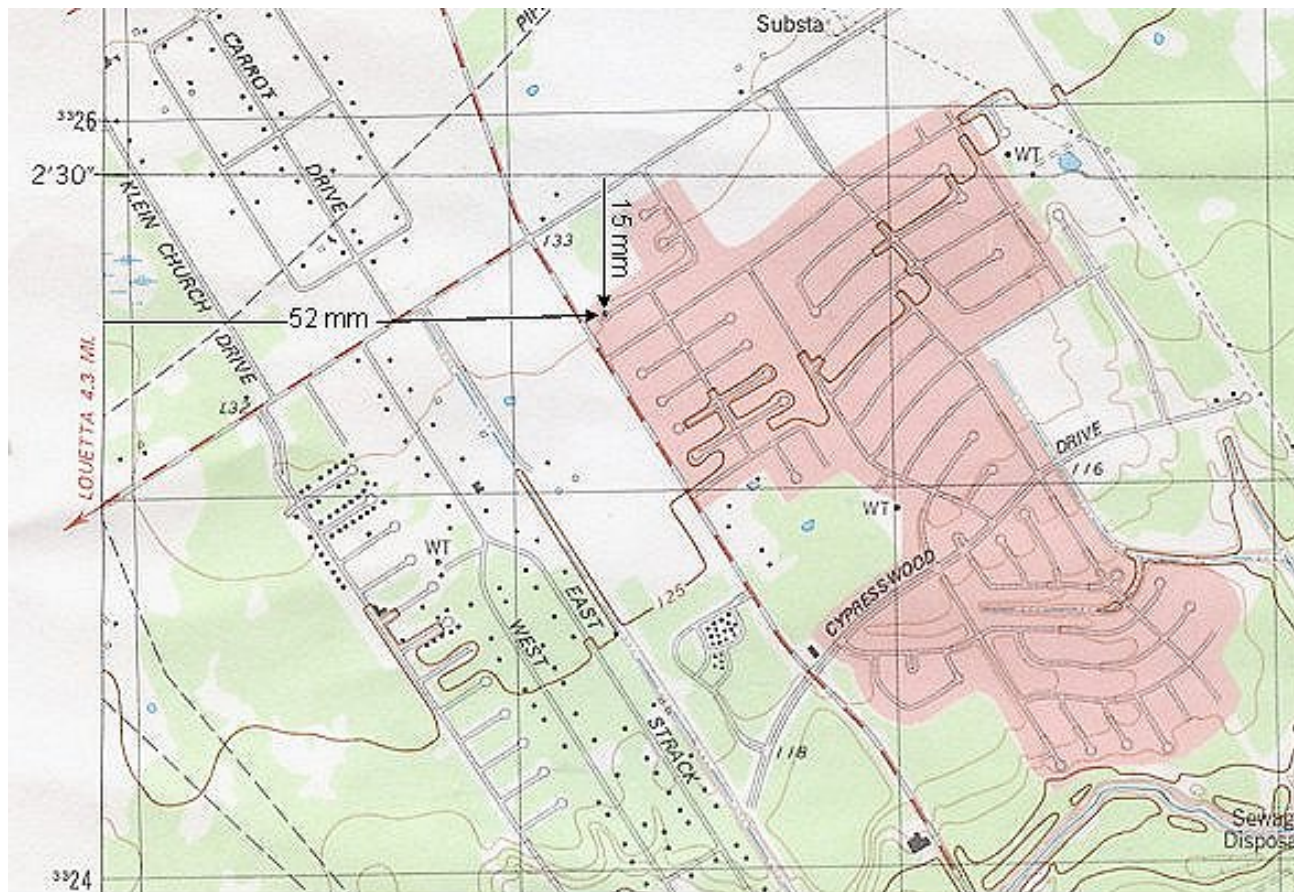 Substa
PIP
CARROT
DRIVE
3326
2'30"
WT
KLEIN CHURCH
DRIVE
133
15 mm
52 mm
LOUETTA 4.3 MI.
132
DRIVE
116
WT
WT
CYPRESSWOOD
125
EAST
WEST
STRACK
118
Sewag
Disposa
3324